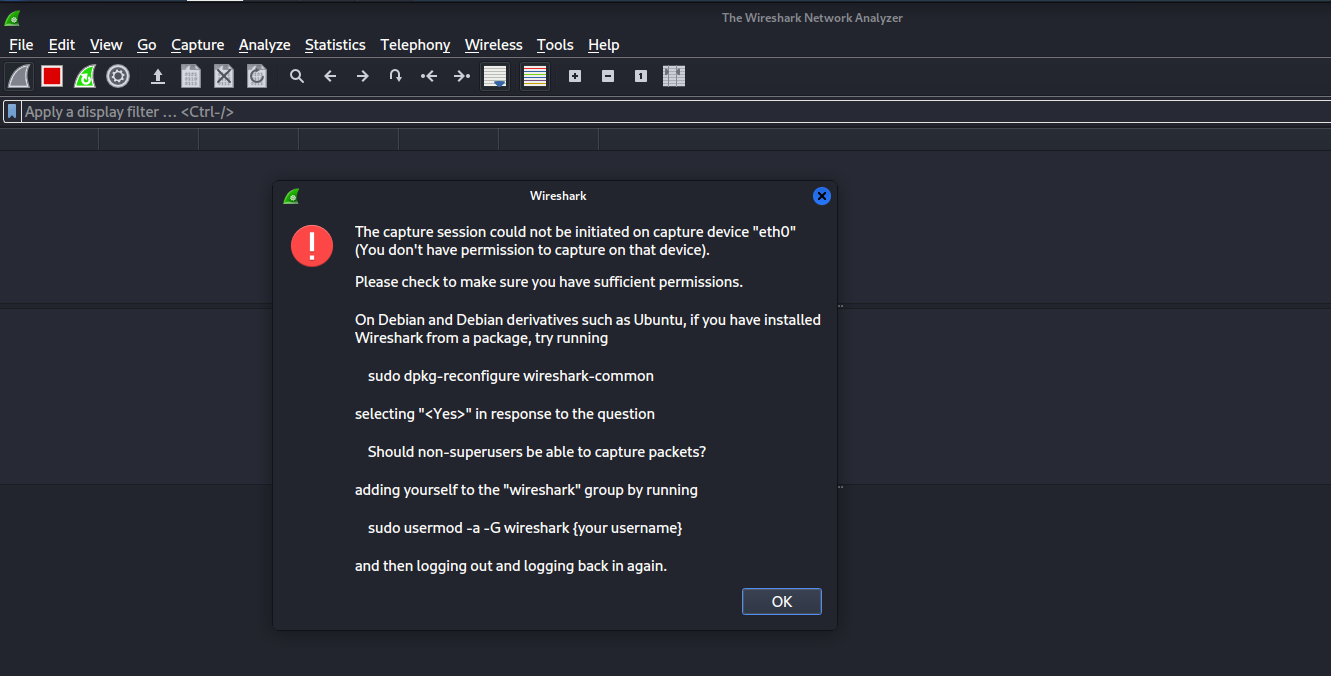 The Wireshark Network Analyzer
File Edit View Go Capture Analyze Statistics Telephony Wireless Tools Help
1
Apply a display filter … <Ctrl-/>
Wireshark
The capture session could not be initiated on capture device "eth0"
(You don't have permission to capture on that device).
Please check to make sure you have sufficient permissions.
On Debian and Debian derivatives such as Ubuntu, if you have installed
Wireshark from a package, try running
sudo dpkg-reconfigure wireshark-common
selecting "<Yes>" in response to the question
Should non-superusers be able to capture packets?
adding yourself to the "wireshark" group by running
sudo usermod -a -G wireshark {your username}
and then logging out and logging back in again.
OK